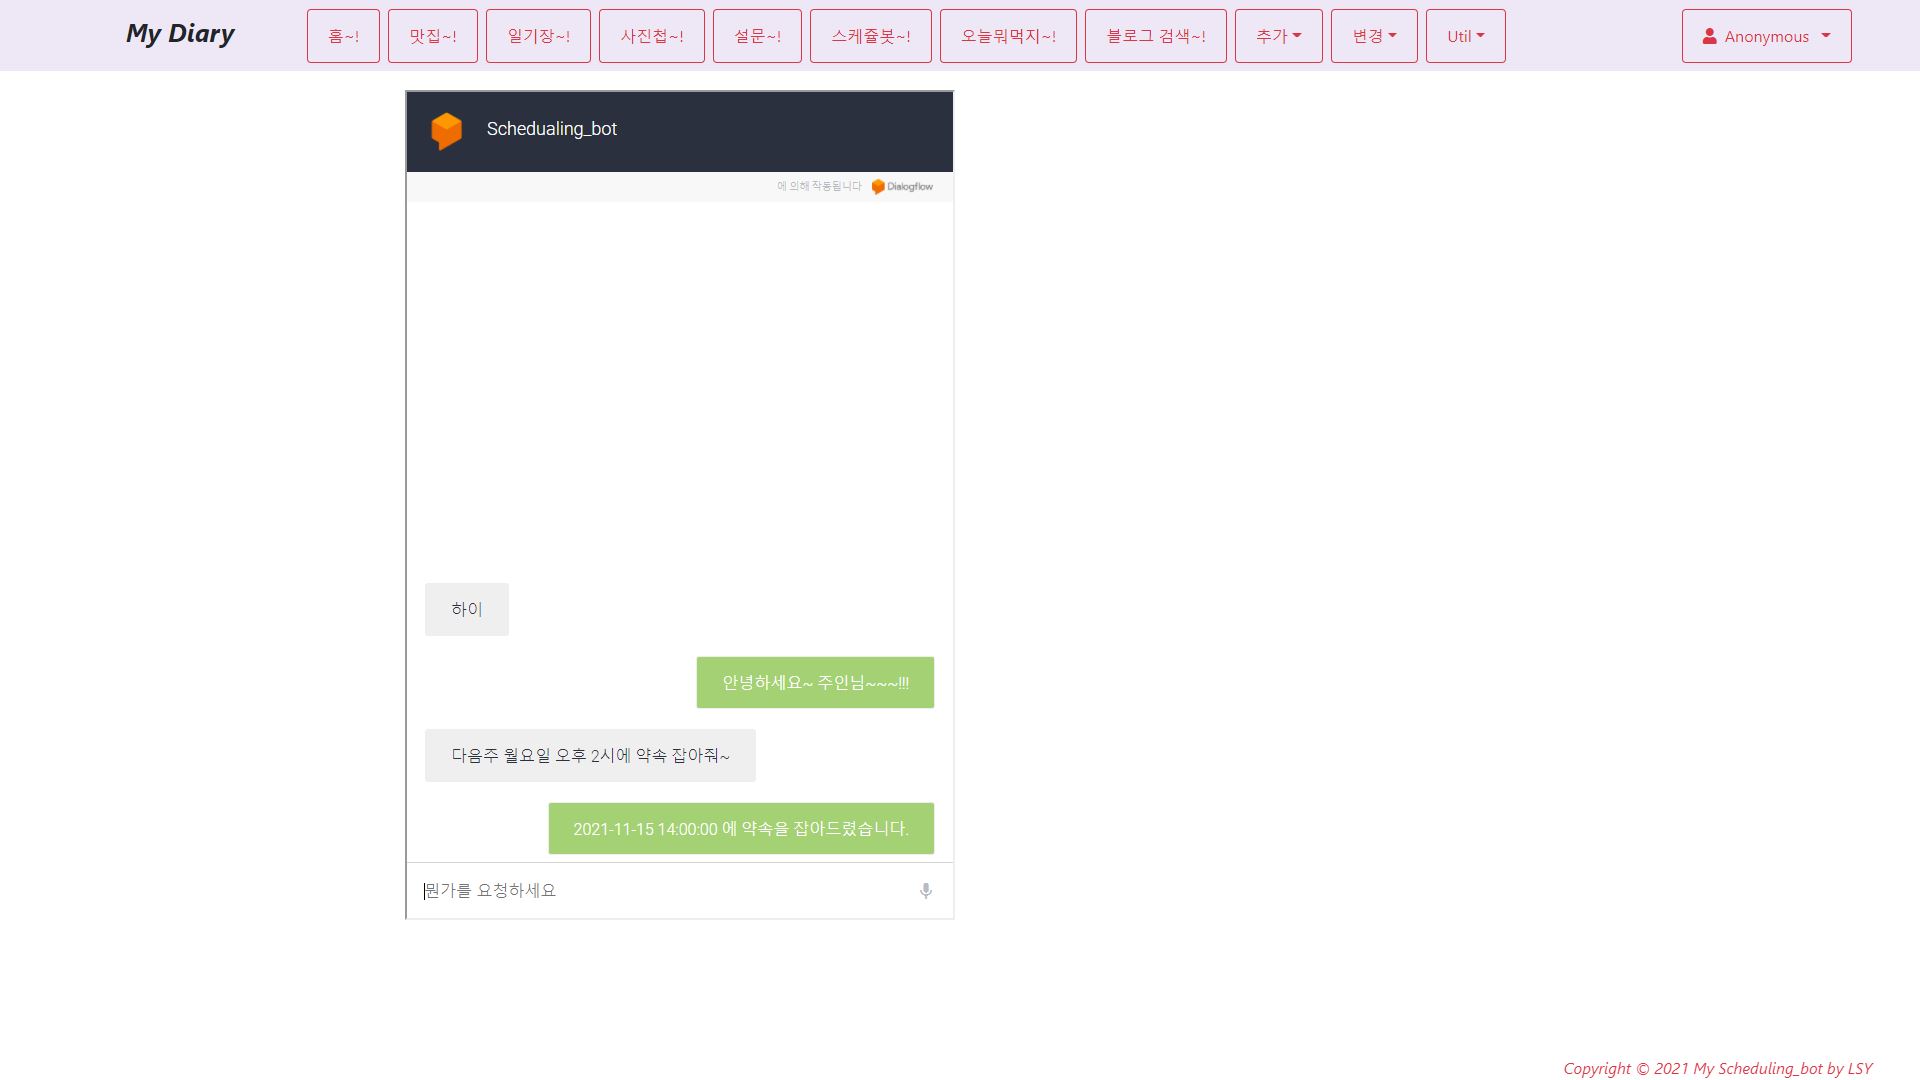 My Diary
홈~!
맛집~!
일기장~!
사진첩~!
설문~!
스케쥴봇~!
오늘뭐먹지~!
블로그 검색~!
추가
변경
Util
Anonymous
Schedualing_bot
에 의해 작동됩니다 Dialogflow
하이
안녕하세요~ 주인님~~~!!!
다음주 월요일 오후 2시에 약속 잡아줘~
2021-11-15 14:00:00 에 약속을 잡아드렸습니다.
뭔가를 요청하세요
Copyright © 2021 My Scheduling_bot by LSY